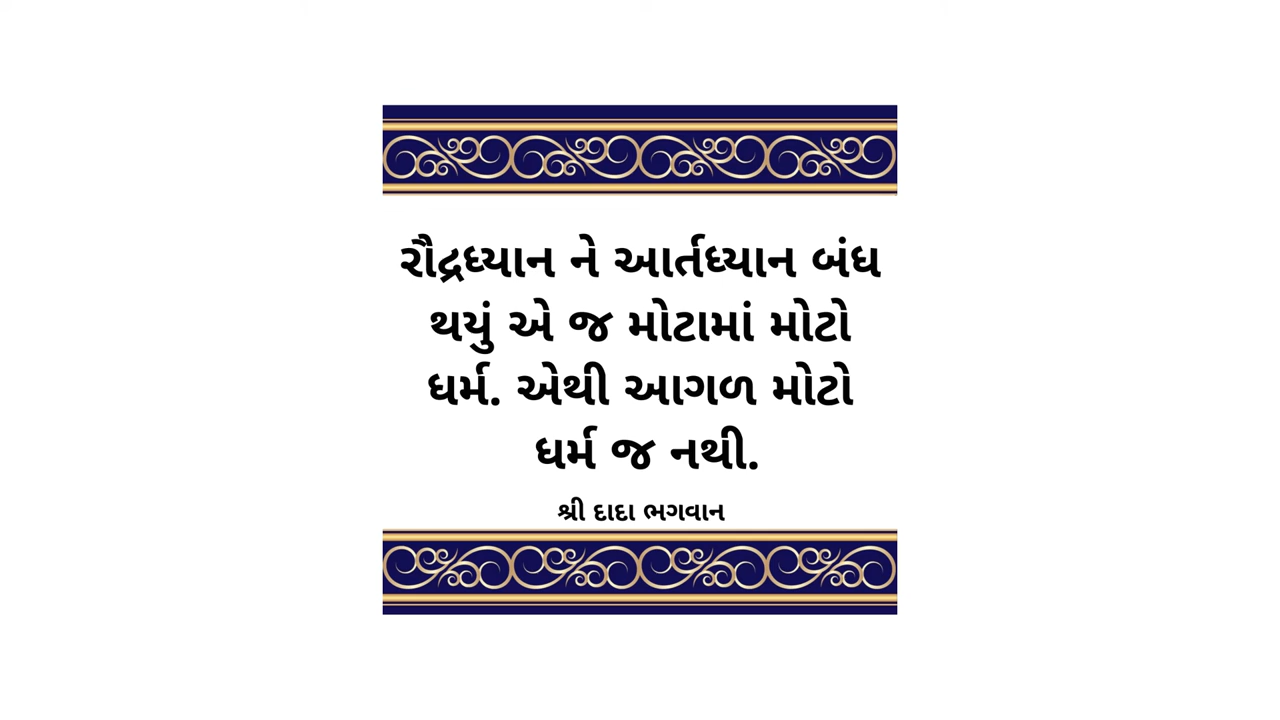 રૌદ્રધ્યાન ને આર્તધ્યાન બંધ
થયું એ જ મોટામાં મોટો
ધર્મ. એથી આગળ મોટો
ધર્મ જ નથી.
શ્રી દાદા ભગવાન